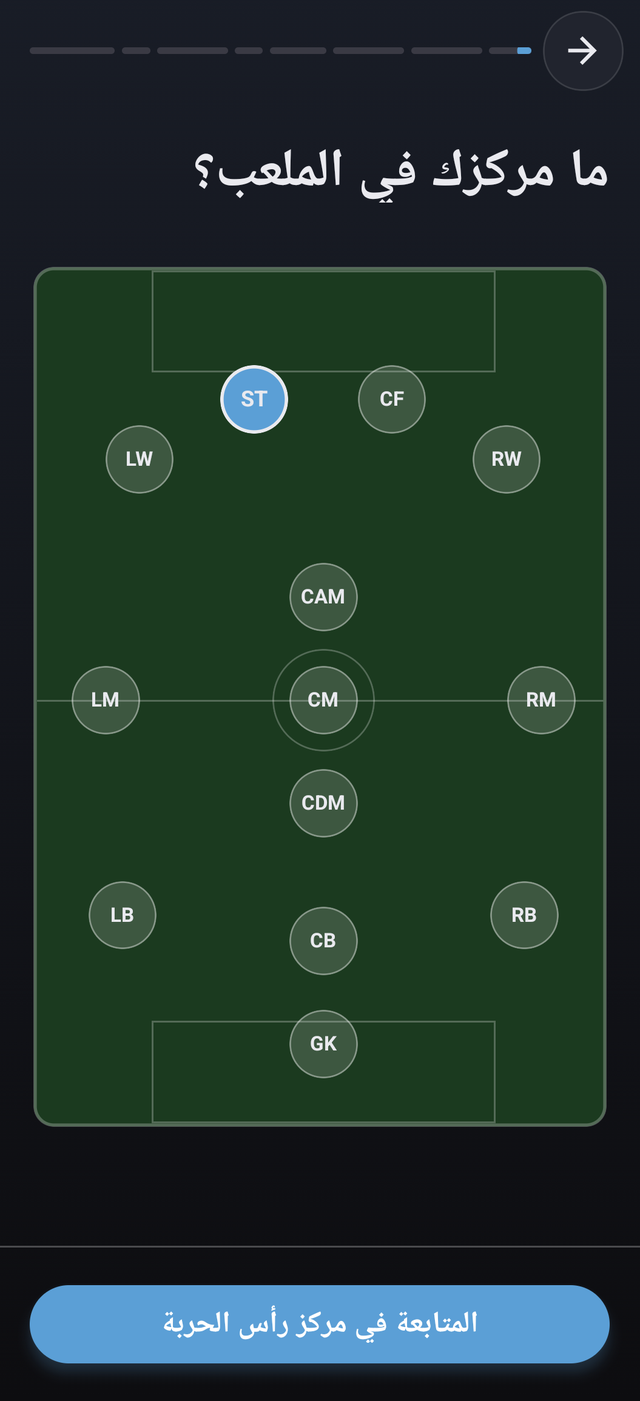 ما مركزك في الملعب؟
ST
CF
LW
RW
CAM
LM
CM
RM
CDM
LB
RB
CB
GK
المتابعة في مركز رأس الحربة